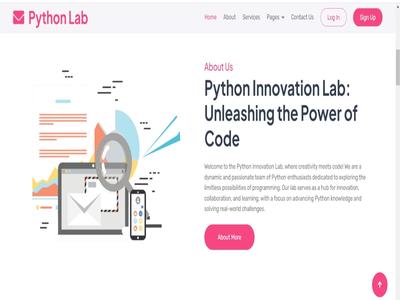 Python Lab
Home About Services Pages Contact Us Log In Sign Up
About Us
Python Innovation Lab:
Unleashing the Power of
Code
Welcome to the Python Innovation Lab, where creativity meets code! We are a
dynamic and passionate team of Python enthusiasts dedicated to exploring the
limitless possibilities of programming. Our lab serves as a hub for innovation,
collaboration, and learning, with a focus on advancing Python knowledge and
solving real-world challenges.
About More